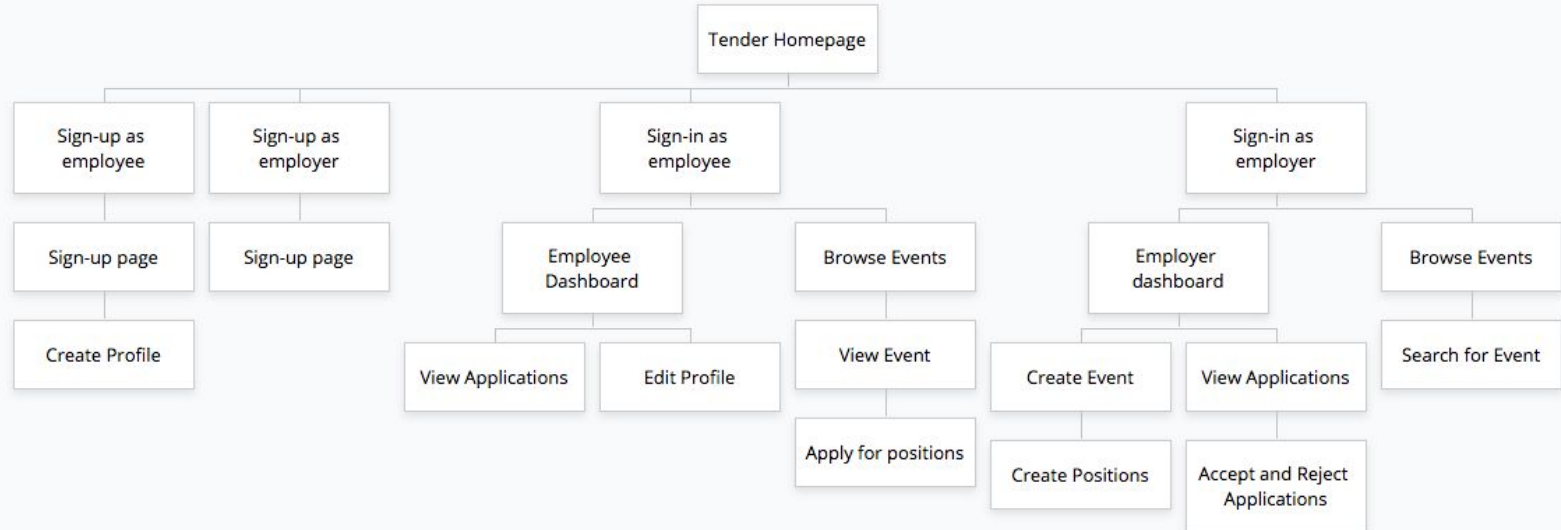 Tender Homepage
Sign-up as
employee
Sign-up as
employer
Sign-in as
employee
Sign-in as
employer
Sign-up page
Sign-up page
Employee
Dashboard
Browse Events
Employer
dashboard
Browse Events
Create Profile
View Applications
Edit Profile
View Event
Create Event
View Applications
Search for Event
Apply for positions
Create Positions
Accept and Reject
Applications